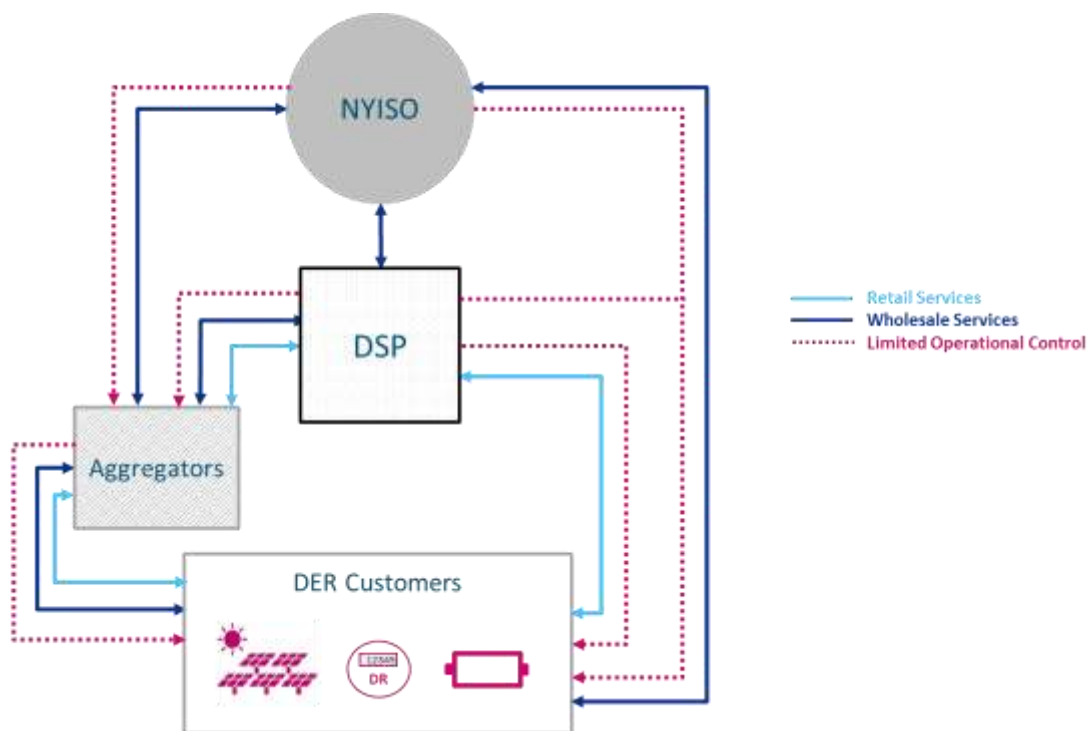 NYISO
DSP
Retail Services
Wholesale Services
Limited Operational Control
Aggregators
DER Customers
DR